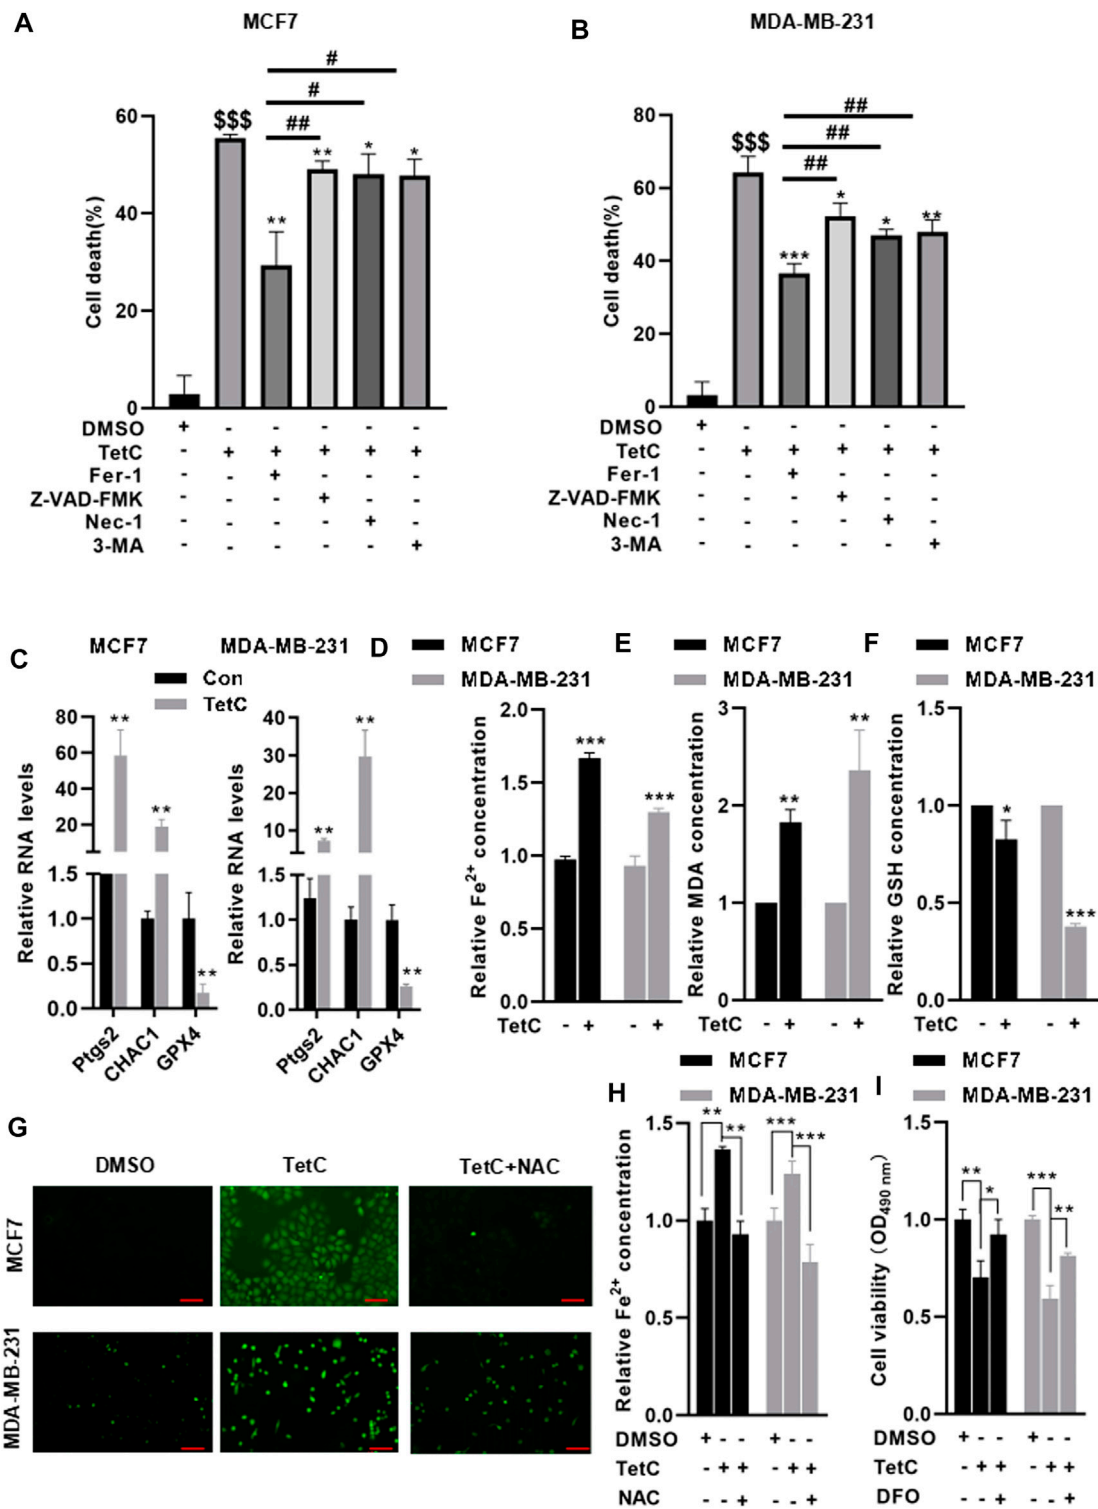 A
MCF7
Cell death(%)
60
40
20
0
$$$
**
**
*
*
##
#
#
DMSO + - - - - -
TetC - + + + + +
Fer-1 - - + - - -
Z-VAD-FMK - - - + - -
Nec-1 - - - - + -
3-MA - - - - - +
B
MDA-MB-231
Cell death(%)
80
60
40
20
0
$$$
***
*
*
**
##
##
##
DMSO + - - - - -
TetC - + + + + +
Fer-1 - - + - - -
Z-VAD-FMK - - - + - -
Nec-1 - - - - + -
3-MA - - - - - +
C
MCF7
MDA-MB-231
Con
TetC
Relative RNA levels
80
60
40
20
1.5
1.0
0.5
0.0
**
**
**
Ptgs2
CHAC1
GPX4
Relative RNA levels
40
30
20
10
1.5
1.0
0.5
0.0
**
**
**
Ptgs2
CHAC1
GPX4
D
MCF7
MDA-MB-231
Relative Fe2+ concentration
2.0
1.5
1.0
0.5
0.0
***
***
TetC - + - +
E
MCF7
MDA-MB-231
Relative MDA concentration
3
2
1
0
**
**
TetC - + - +
F
MCF7
MDA-MB-231
Relative GSH concentration
1.5
1.0
0.5
0.0
*
***
TetC - + - +
G
DMSO
TetC
TetC+NAC
MCF7
MDA-MB-231
H
MCF7
MDA-MB-231
Relative Fe2+ concentration
1.5
1.0
0.5
0.0
**
**
***
***
DMSO + - - + - -
TetC - + + - + +
NAC - - + - - +
I
MCF7
MDA-MB-231
Cell viability (OD490 nm)
1.5
1.0
0.5
0.0
**
*
***
**
DMSO + - - + - -
TetC - + + - + +
DFO - - + - - +